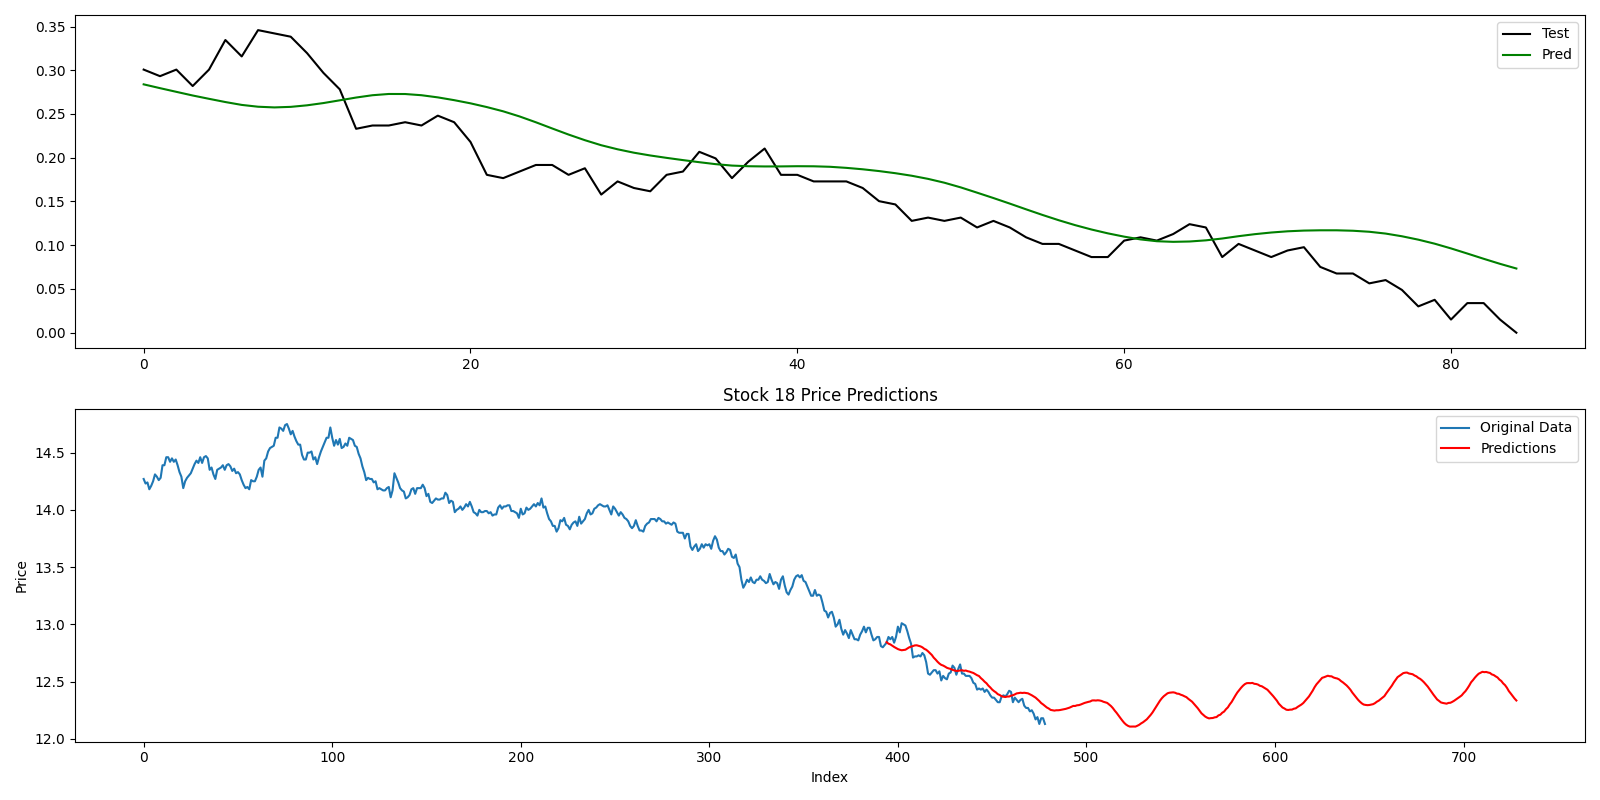 0.35
0.30
0.25
0.20
0.15
0.10
0.05
0.00
Test
Pred
0 20 40 60 80
Stock 18 Price Predictions
14.5
14.0
13.5
13.0
12.5
12.0
Price
Original Data
Predictions
0 100 200 300 400 500 600 700
Index